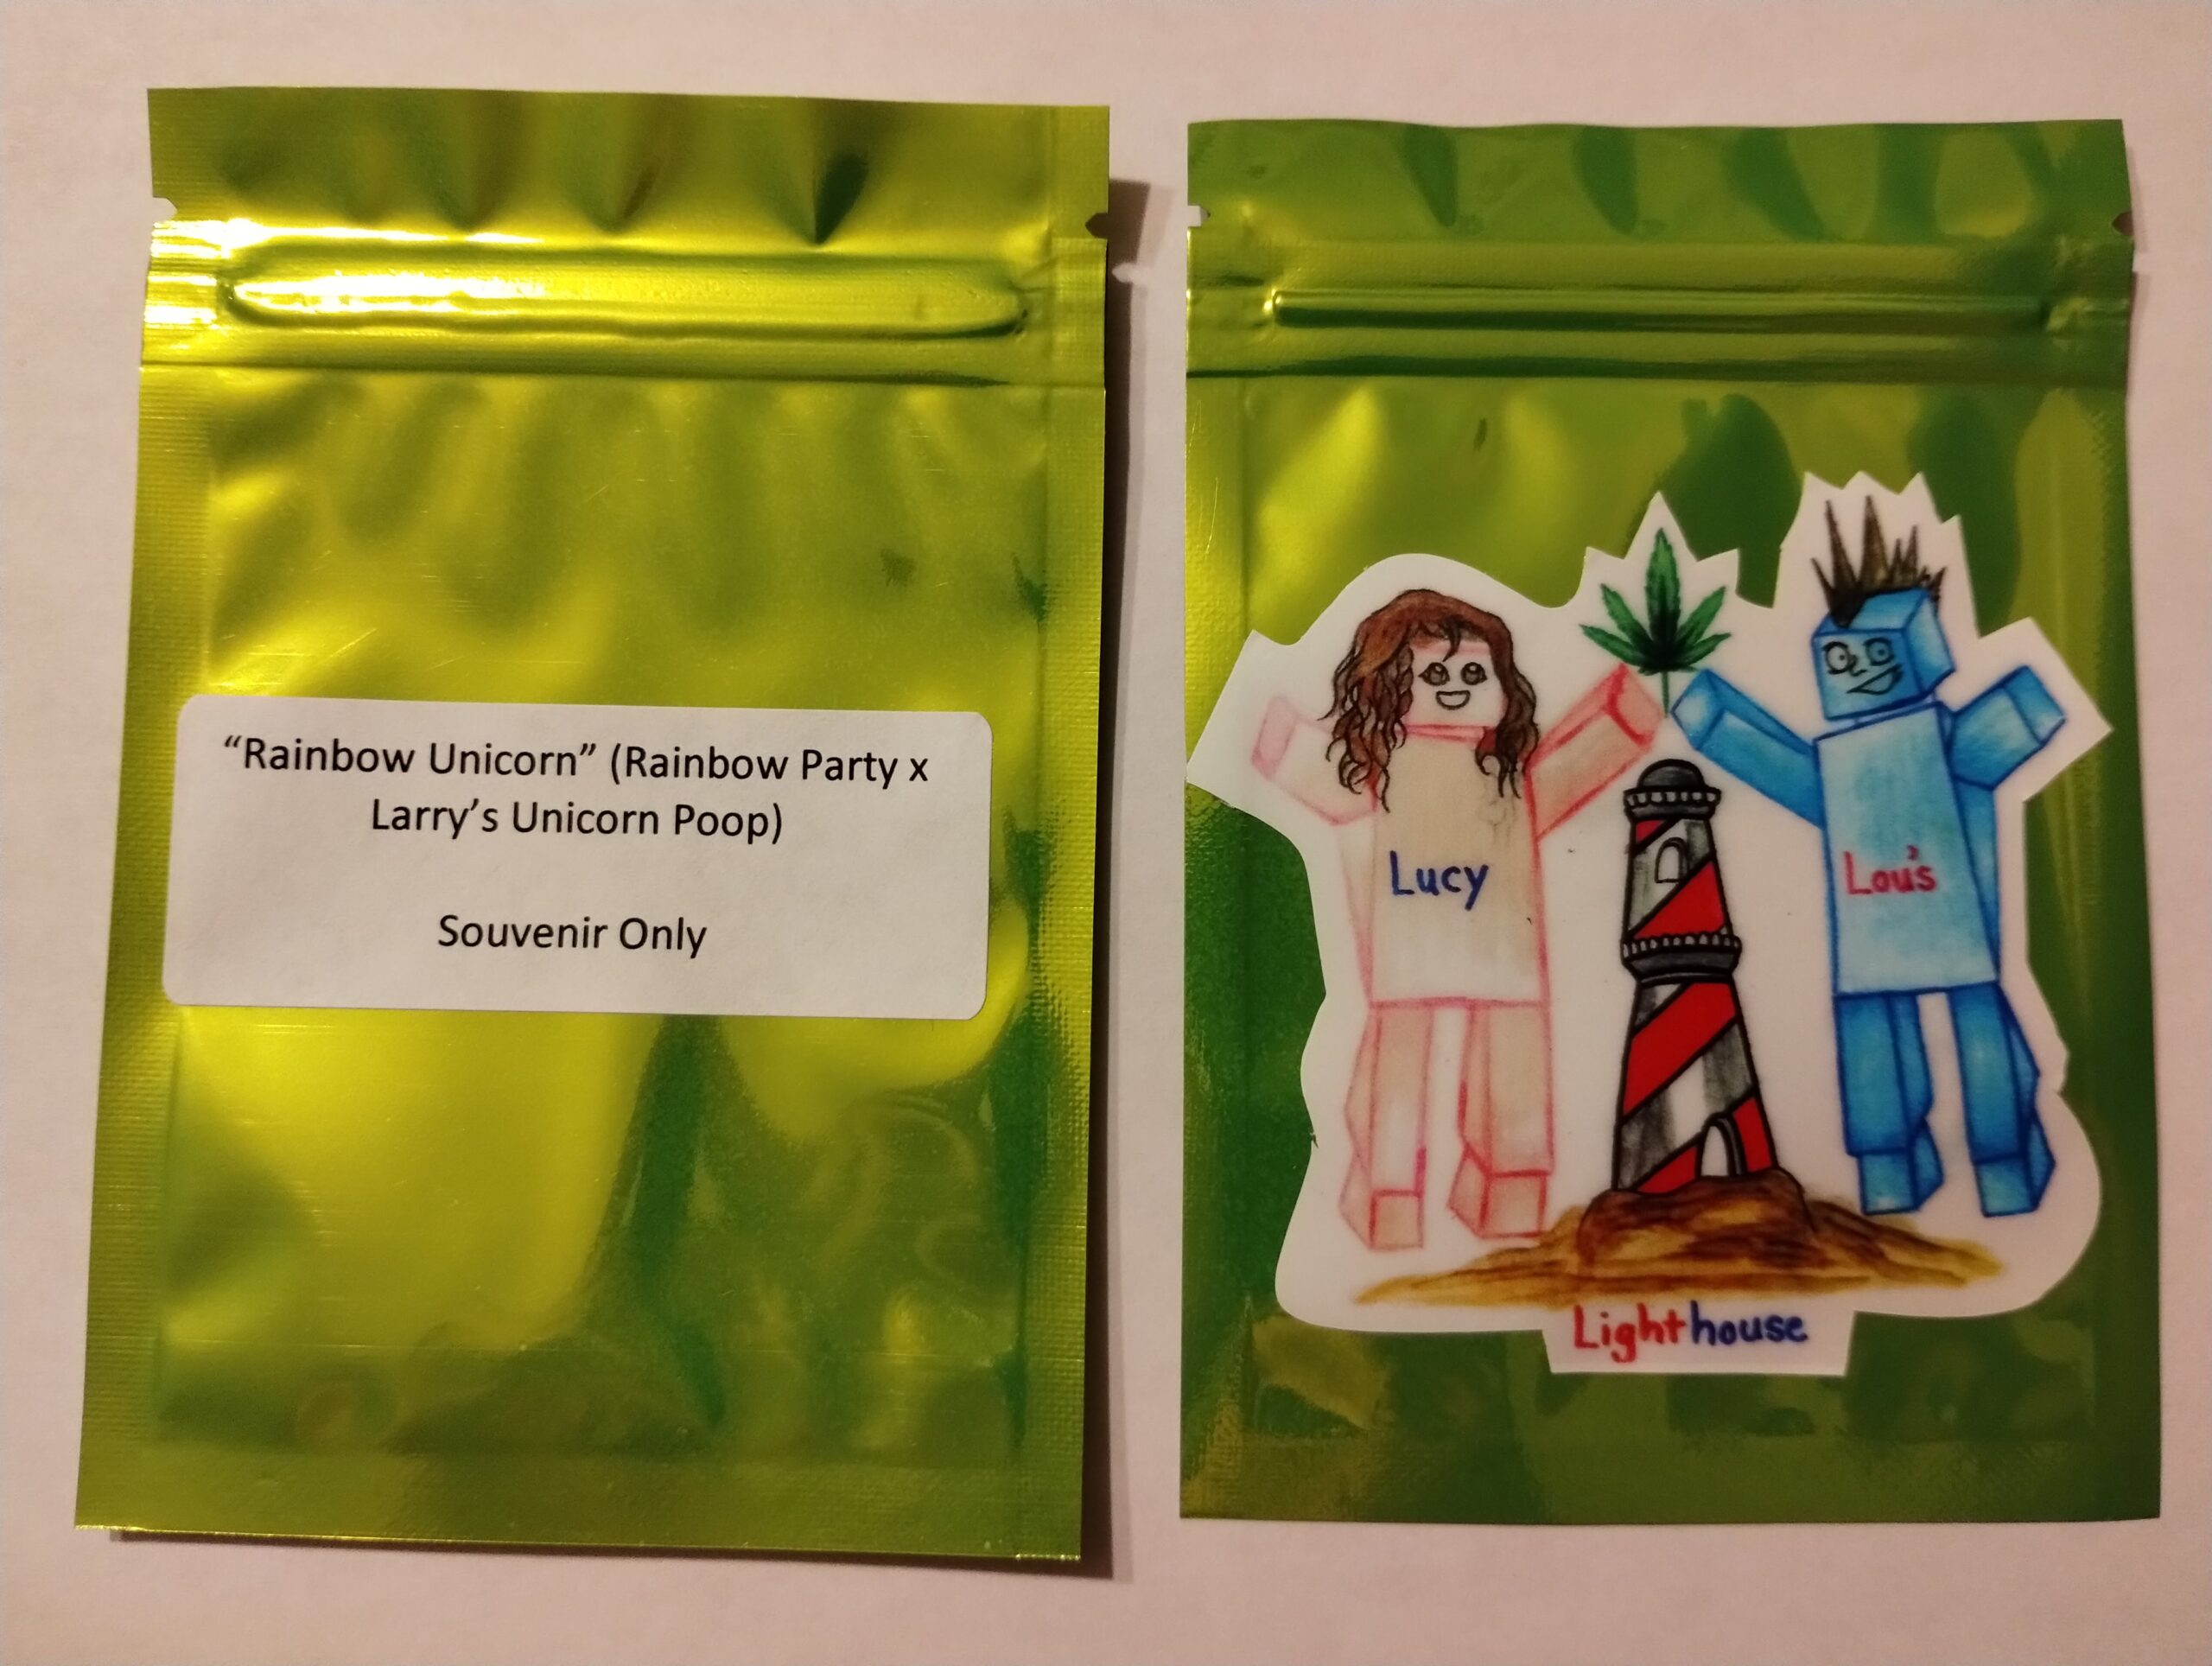 “Rainbow Unicorn” (Rainbow Party x
Larry’s Unicorn Poop)
Souvenir Only
Lucy
Lou's
Lighthouse